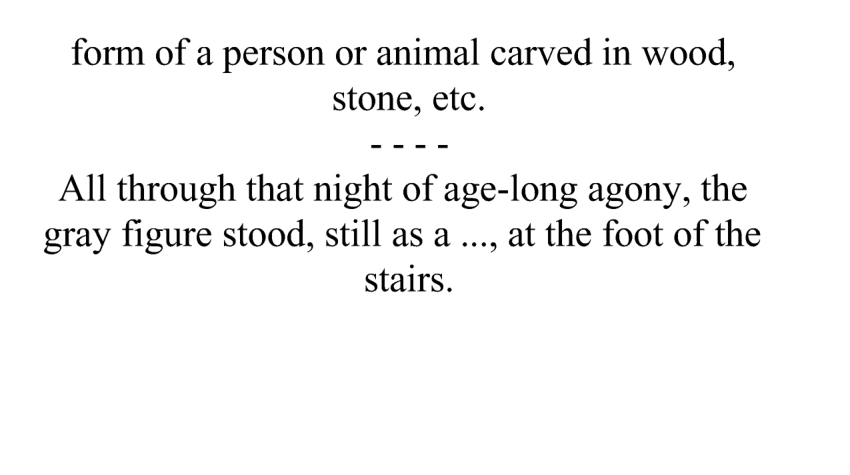 form of a person or animal carved in wood,
stone, etc.
- - - -
All through that night of age-long agony, the
gray figure stood, still as a ..., at the foot of the
stairs.